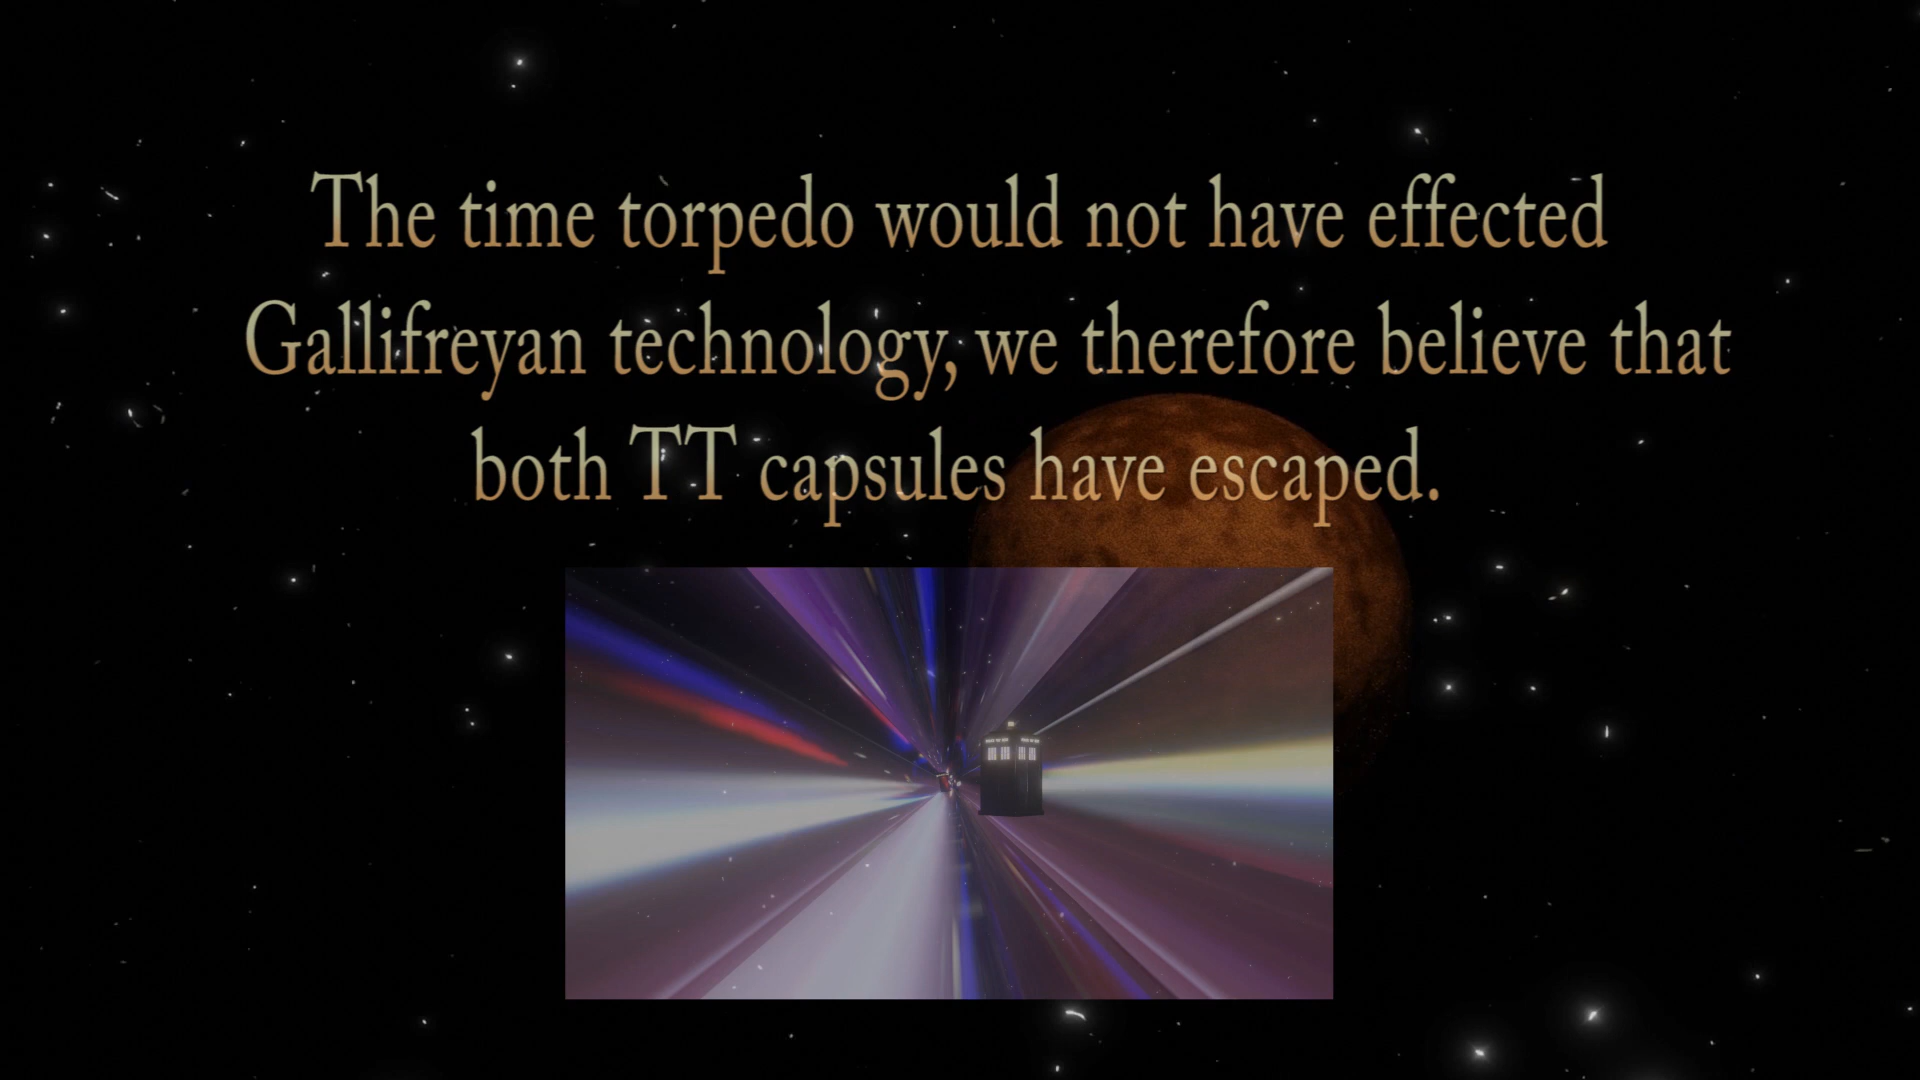 The time torpedo would not have effected
Gallifreyan technology, we therefore believe that
both TT capsules have escaped.